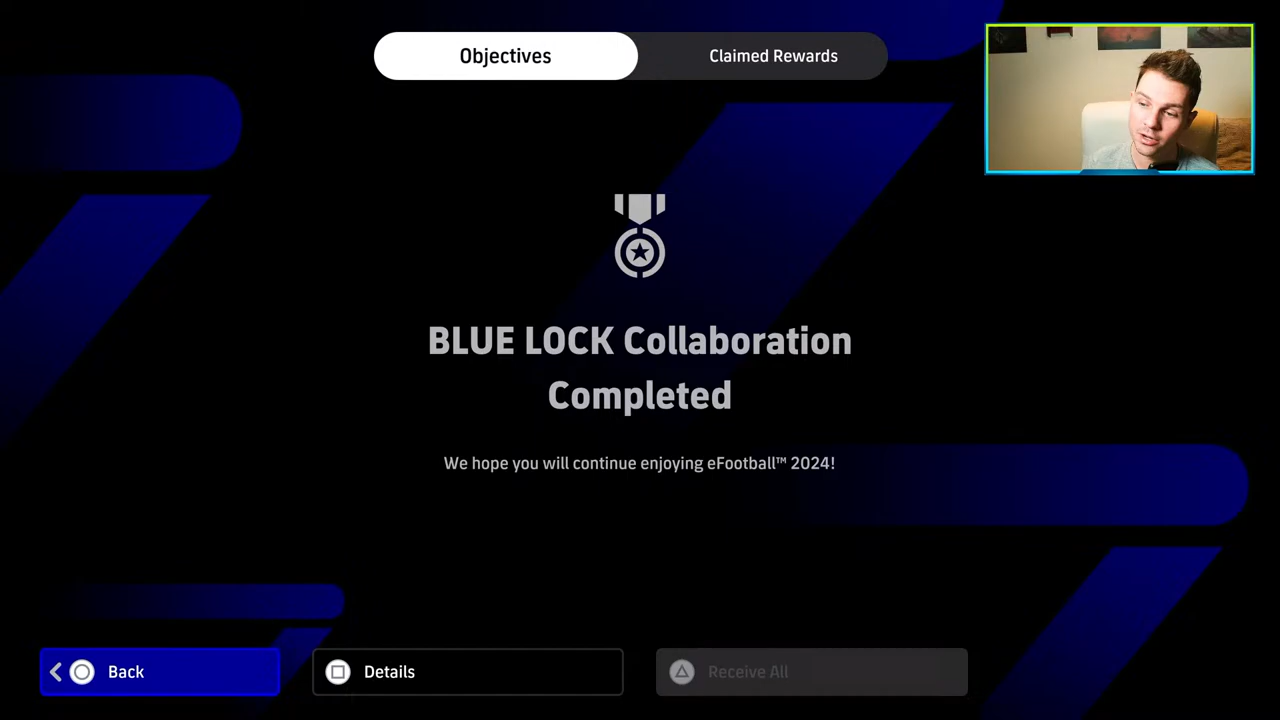 Objectives
Claimed Rewards
BLUE LOCK Collaboration
Completed
We hope you will continue enjoying eFootball™ 2024!
Back
Details
Receive All